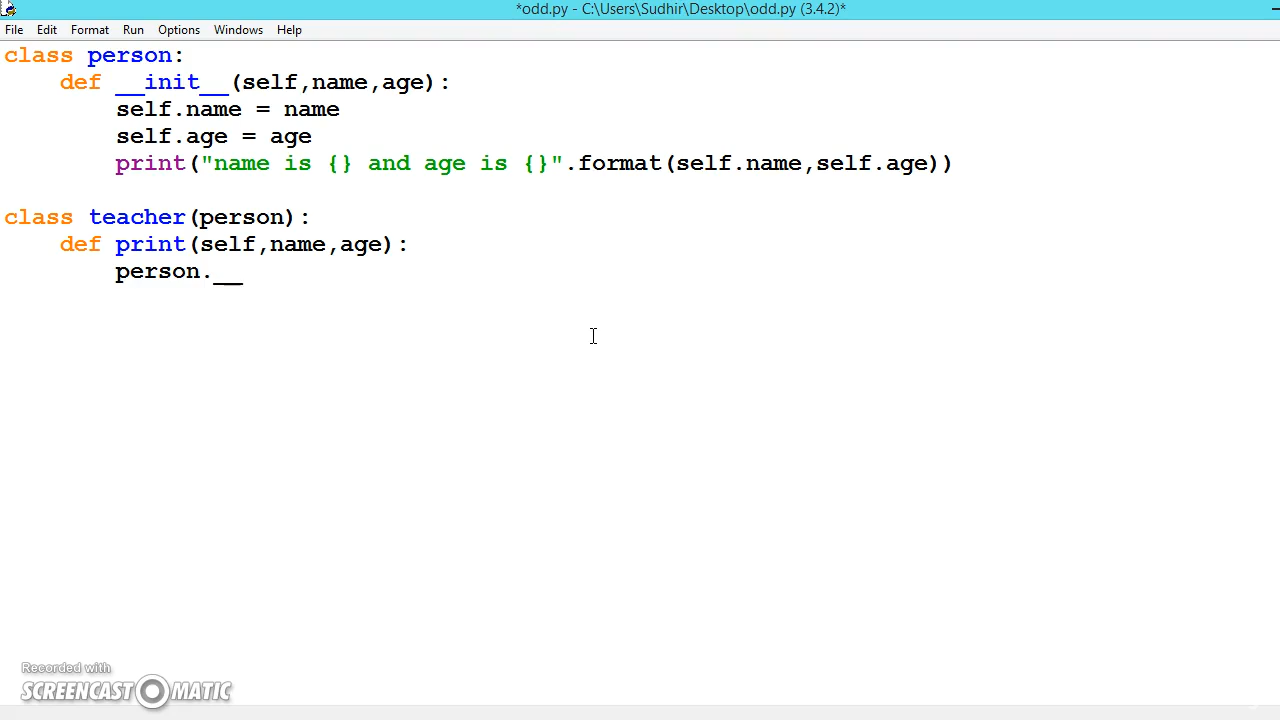 *odd.py - C:\Users\Sudhir\Desktop\odd.py (3.4.2)*
File Edit Format Run Options Windows Help
class person:
    def __init__(self,name,age):
        self.name = name
        self.age = age
        print("name is {} and age is {}".format(self.name,self.age))
class teacher(person):
    def print(self,name,age):
        person.__
Recorded with
SCREENCAST O MATIC